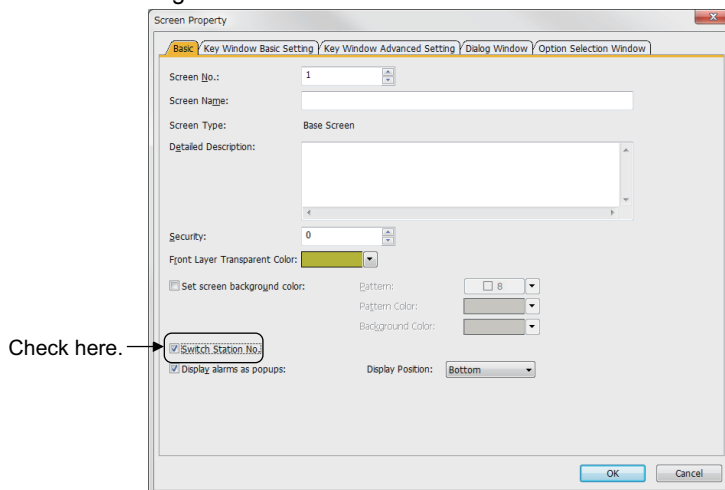 Screen Property
Basic Key Window Basic Setting Key Window Advanced Setting Dialog Window Option Selection Window
Screen No.: 1
Screen Name:
Screen Type: Base Screen
Detailed Description:
Security: 0
Front Layer Transparent Color:
Set screen background color: Pattern: 8
Pattern Color:
Background Color:
Check here.
Switch Station No.
Display alarms as popups: Display Position: Bottom
OK Cancel